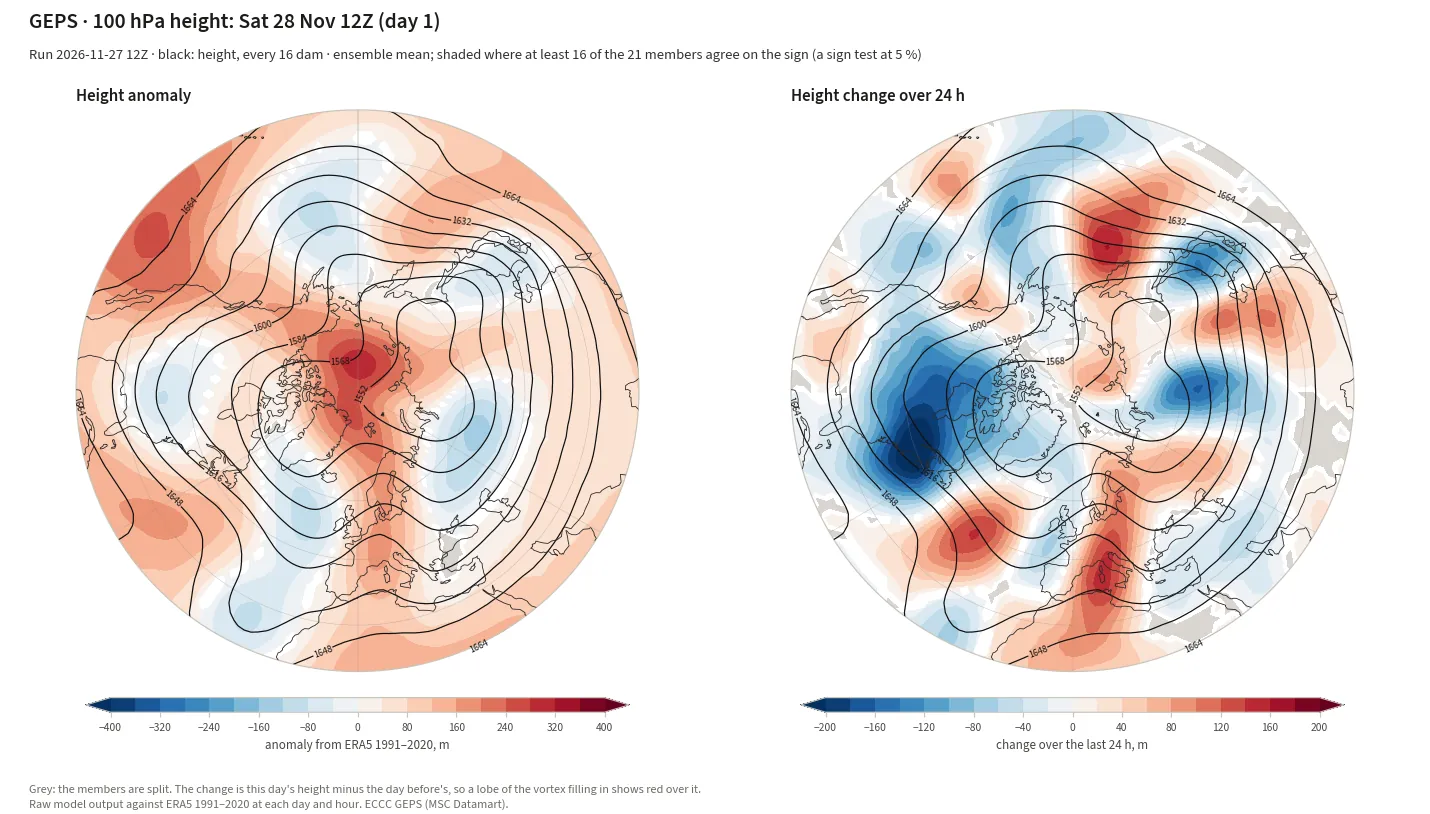 GEPS · 100 hPa height: Sat 28 Nov 12Z (day 1)
Run 2026-11-27 12Z · black: height, every 16 dam · ensemble mean; shaded where at least 16 of the 21 members agree on the sign (a sign test at 5 %)
Height anomaly
Height change over 24 h
1664
1664
1632
1600
1584
1568
1552
1664
1616
1648
1648
1664
1664
1664
1632
1600
1584
1568
1552
1664
1616
1648
1648
1664
−400 −320 −240 −160 −80 0 80 160 240 320 400
anomaly from ERA5 1991–2020, m
−200 −160 −120 −80 −40 0 40 80 120 160 200
change over the last 24 h, m
Grey: the members are split. The change is this day's height minus the day before's, so a lobe of the vortex filling in shows red over it.
Raw model output against ERA5 1991–2020 at each day and hour. ECCC GEPS (MSC Datamart).